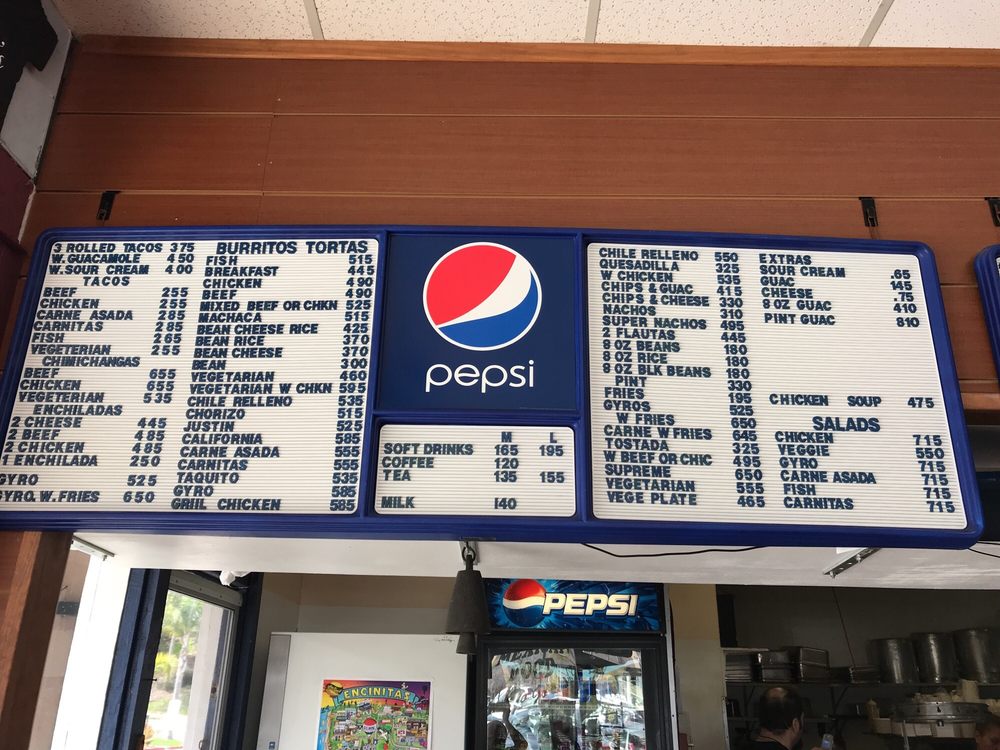 3 ROLLED TACOS 375
W. GUACAMOLE 450
W. SOUR CREAM 400
TACOS
BEEF 255
CHICKEN 255
CARNE ASADA 285
CARNITAS 285
FISH 265
VEGETERIAN 255
CHIMICHANGAS
BEEF 655
CHICKEN 655
VEGETERIAN 535
ENCHILADAS
2 CHEESE 445
2 BEEF 485
2 CHICKEN 485
1 ENCHILADA 250
GYRO 525
GYRO, W. FRIES 650
BURRITOS TORTAS
FISH 515
BREAKFAST 445
CHICKEN 490
BEEF 490
MIXED BEEF OR CHKN 525
MACHACA 515
BEAN CHEESE RICE 425
BEAN RICE 370
BEAN CHEESE 370
BEAN 300
VEGETARIAN 460
VEGETARIAN W CHKN 595
CHILE RELLENO 535
CHORIZO 515
JUSTIN 525
CALIFORNIA 585
CARNE ASADA 555
CARNITAS 555
TAQUITO 535
GYRO 585
GRIIL CHICKEN 585
pepsi
M L
SOFT DRINKS 165 195
COFFEE 120
TEA 135 155
MILK 140
CHILE RELLENO 550
QUESADILLA 325
W CHICKEN 535
CHIPS & GUAC 415
CHIPS & CHEESE 330
NACHOS 310
SUPER NACHOS 495
2 FLAUTAS 445
8 OZ BEANS 180
8 OZ RICE 180
8 OZ BLK BEANS 180
PINT 330
FRIES 195
GYROS 525
W FRIES 650
CARNE W FRIES 645
TOSTADA 325
W BEEF OR CHIC 495
SUPREME 650
VEGETARIAN 555
VEGE PLATE 465
EXTRAS
SOUR CREAM .65
GUAC 145
CHEESE .75
8 OZ GUAC 410
PINT GUAC 810
CHICKEN SOUP 475
SALADS
CHICKEN 715
VEGGIE 550
GYRO 715
CARNE ASADA 715
FISH 715
CARNITAS 715
PEPSI
ENCINITAS